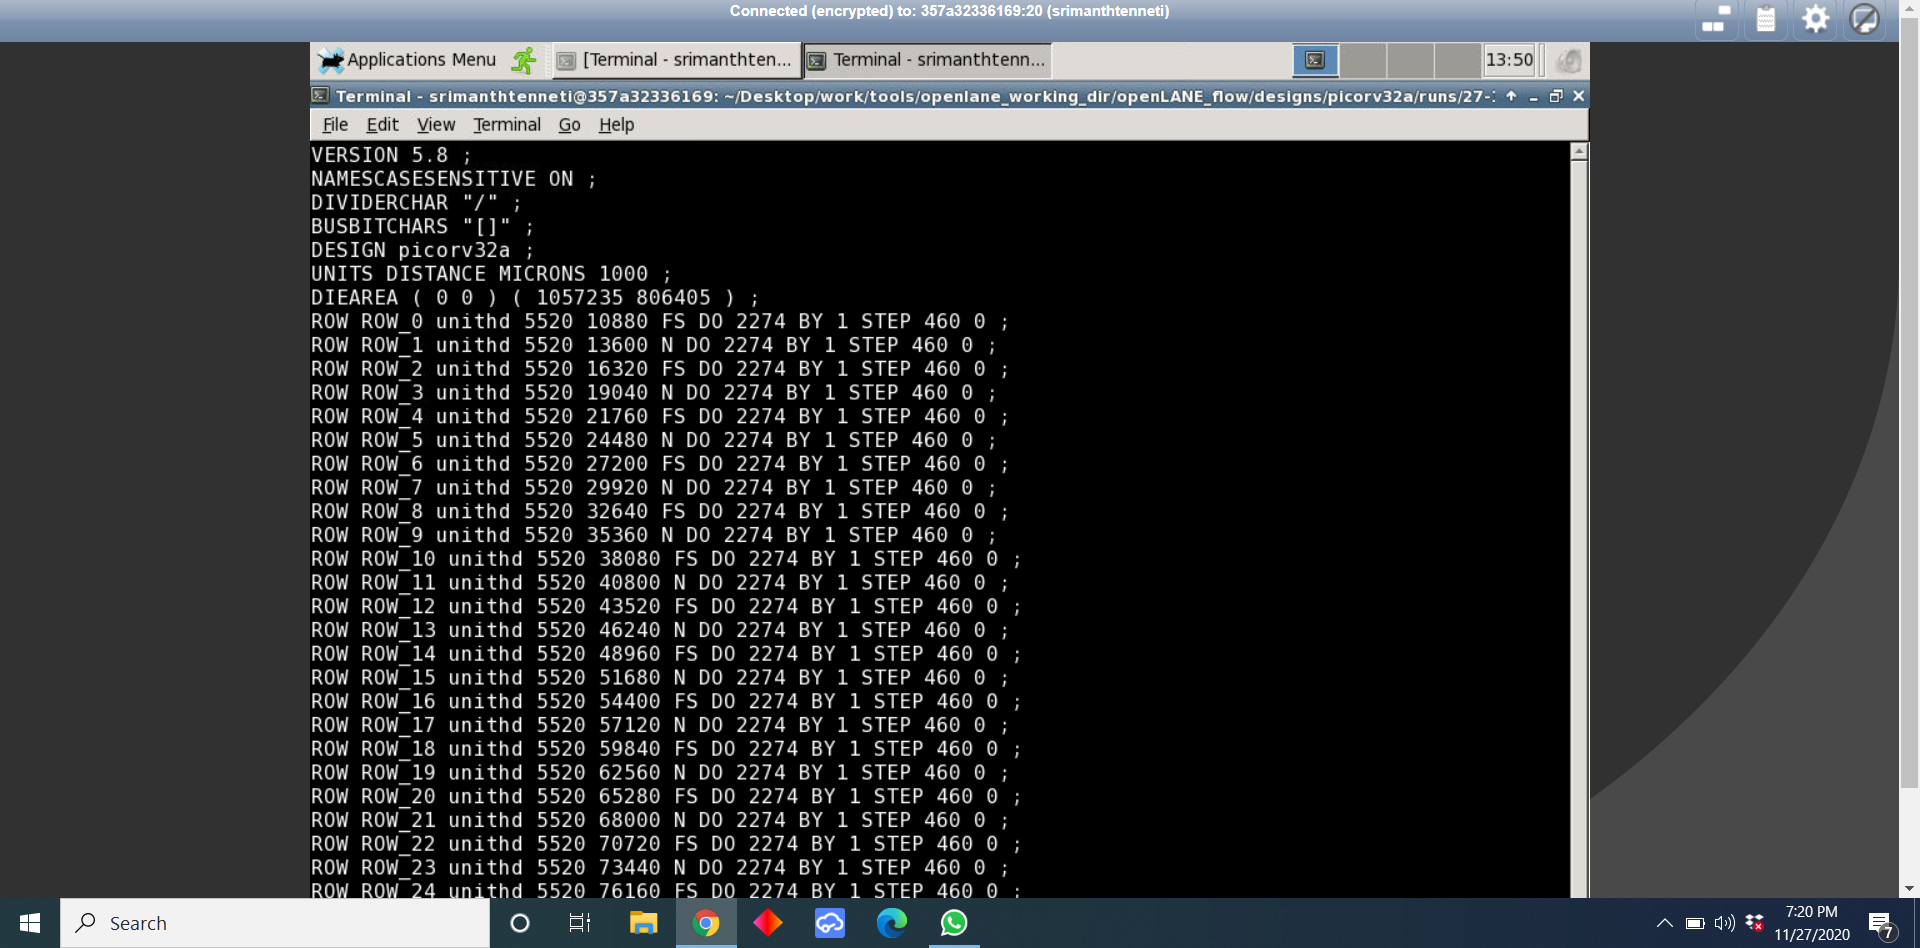 Connected (encrypted) to: 357a32336169:20 (srimanthtenneti)
Applications Menu [Terminal - srimanthten... Terminal - srimanthtenn... 13:50
Terminal - srimanthtenneti@357a32336169: ~/Desktop/work/tools/openlane_working_dir/openLANE_flow/designs/picorv32a/runs/27-
File Edit View Terminal Go Help
VERSION 5.8 ;
NAMESCASESENSITIVE ON ;
DIVIDERCHAR "/" ;
BUSBITCHARS "[]" ;
DESIGN picorv32a ;
UNITS DISTANCE MICRONS 1000 ;
DIEAREA ( 0 0 ) ( 1057235 806405 ) ;
ROW ROW_0 unithd 5520 10880 FS DO 2274 BY 1 STEP 460 0 ;
ROW ROW_1 unithd 5520 13600 N DO 2274 BY 1 STEP 460 0 ;
ROW ROW_2 unithd 5520 16320 FS DO 2274 BY 1 STEP 460 0 ;
ROW ROW_3 unithd 5520 19040 N DO 2274 BY 1 STEP 460 0 ;
ROW ROW_4 unithd 5520 21760 FS DO 2274 BY 1 STEP 460 0 ;
ROW ROW_5 unithd 5520 24480 N DO 2274 BY 1 STEP 460 0 ;
ROW ROW_6 unithd 5520 27200 FS DO 2274 BY 1 STEP 460 0 ;
ROW ROW_7 unithd 5520 29920 N DO 2274 BY 1 STEP 460 0 ;
ROW ROW_8 unithd 5520 32640 FS DO 2274 BY 1 STEP 460 0 ;
ROW ROW_9 unithd 5520 35360 N DO 2274 BY 1 STEP 460 0 ;
ROW ROW_10 unithd 5520 38080 FS DO 2274 BY 1 STEP 460 0 ;
ROW ROW_11 unithd 5520 40800 N DO 2274 BY 1 STEP 460 0 ;
ROW ROW_12 unithd 5520 43520 FS DO 2274 BY 1 STEP 460 0 ;
ROW ROW_13 unithd 5520 46240 N DO 2274 BY 1 STEP 460 0 ;
ROW ROW_14 unithd 5520 48960 FS DO 2274 BY 1 STEP 460 0 ;
ROW ROW_15 unithd 5520 51680 N DO 2274 BY 1 STEP 460 0 ;
ROW ROW_16 unithd 5520 54400 FS DO 2274 BY 1 STEP 460 0 ;
ROW ROW_17 unithd 5520 57120 N DO 2274 BY 1 STEP 460 0 ;
ROW ROW_18 unithd 5520 59840 FS DO 2274 BY 1 STEP 460 0 ;
ROW ROW_19 unithd 5520 62560 N DO 2274 BY 1 STEP 460 0 ;
ROW ROW_20 unithd 5520 65280 FS DO 2274 BY 1 STEP 460 0 ;
ROW ROW_21 unithd 5520 68000 N DO 2274 BY 1 STEP 460 0 ;
ROW ROW_22 unithd 5520 70720 FS DO 2274 BY 1 STEP 460 0 ;
ROW ROW_23 unithd 5520 73440 N DO 2274 BY 1 STEP 460 0 ;
ROW ROW_24 unithd 5520 76160 FS DO 2274 BY 1 STEP 460 0 ;
Search
7:20 PM
11/27/2020
7